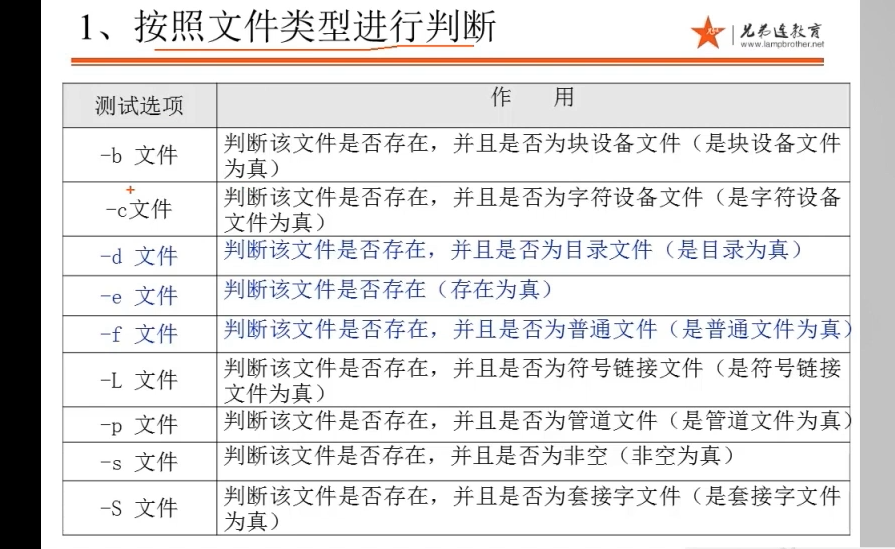 1、按照文件类型进行判断
兄弟连教育
www.lampbrother.net
测试选项
作 用
-b 文件
判断该文件是否存在，并且是否为块设备文件（是块设备文件
为真）
-c文件
判断该文件是否存在，并且是否为字符设备文件（是字符设备
文件为真）
-d 文件
判断该文件是否存在，并且是否为目录文件（是目录为真）
-e 文件
判断该文件是否存在（存在为真）
-f 文件
判断该文件是否存在，并且是否为普通文件（是普通文件为真）
-L 文件
判断该文件是否存在，并且是否为符号链接文件（是符号链接
文件为真）
-p 文件
判断该文件是否存在，并且是否为管道文件（是管道文件为真）
-s 文件
判断该文件是否存在，并且是否为非空（非空为真）
-S 文件
判断该文件是否存在，并且是否为套接字文件（是套接字文件
为真）